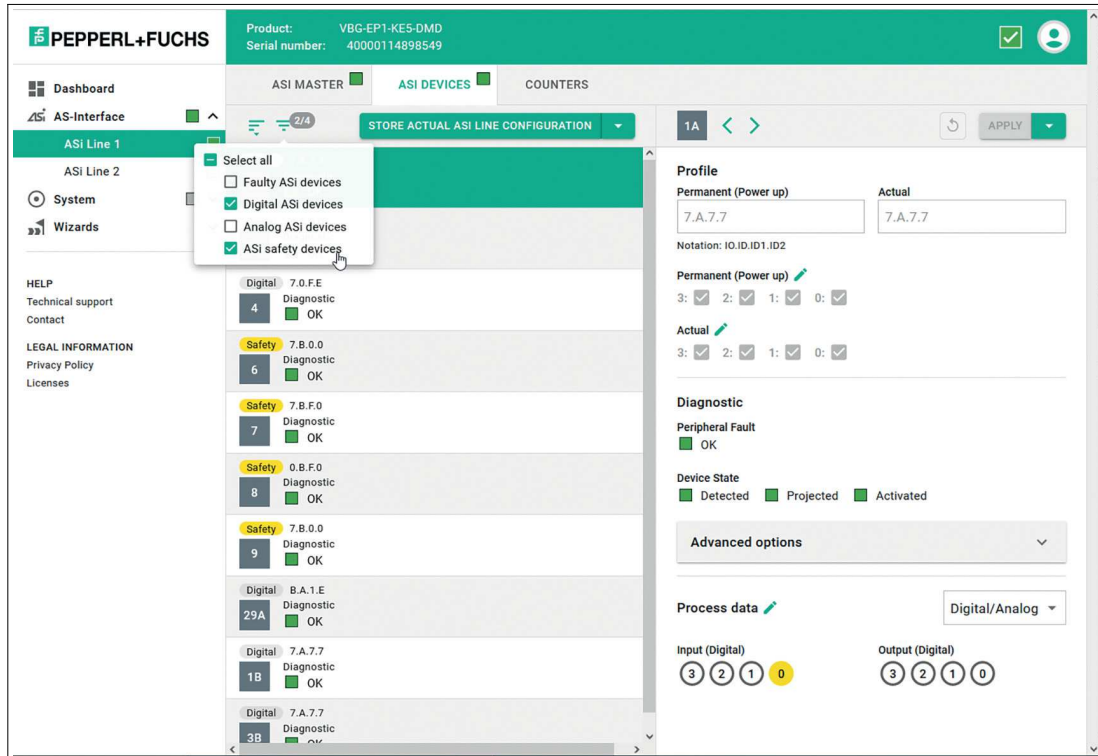 PEPPERL+FUCHS
Product: VBG-EP1-KE5-DMD
Serial number: 40000114898549
Dashboard
ASi AS-Interface
ASi Line 1
ASi Line 2
System
Wizards
HELP
Technical support
Contact
LEGAL INFORMATION
Privacy Policy
Licenses
ASI MASTER
ASI DEVICES
COUNTERS
2/4
STORE ACTUAL ASI LINE CONFIGURATION
Select all
Faulty ASi devices
Digital ASi devices
Analog ASi devices
ASi safety devices
Digital 7.0.F.E
Diagnostic
4 OK
Safety 7.B.0.0
Diagnostic
6 OK
Safety 7.B.F.0
Diagnostic
7 OK
Safety 0.B.F.0
Diagnostic
8 OK
Safety 7.B.0.0
Diagnostic
9 OK
Digital B.A.1.E
Diagnostic
29A OK
Digital 7.A.7.7
Diagnostic
1B OK
Digital 7.A.7.7
Diagnostic
3B OK
1A
APPLY
Profile
Permanent (Power up) Actual
7.A.7.7 7.A.7.7
Notation: IO.ID.ID1.ID2
Permanent (Power up)
3: 2: 1: 0:
Actual
3: 2: 1: 0:
Diagnostic
Peripheral Fault
OK
Device State
Detected Projected Activated
Advanced options
Process data Digital/Analog
Input (Digital) Output (Digital)
3 2 1 0 3 2 1 0